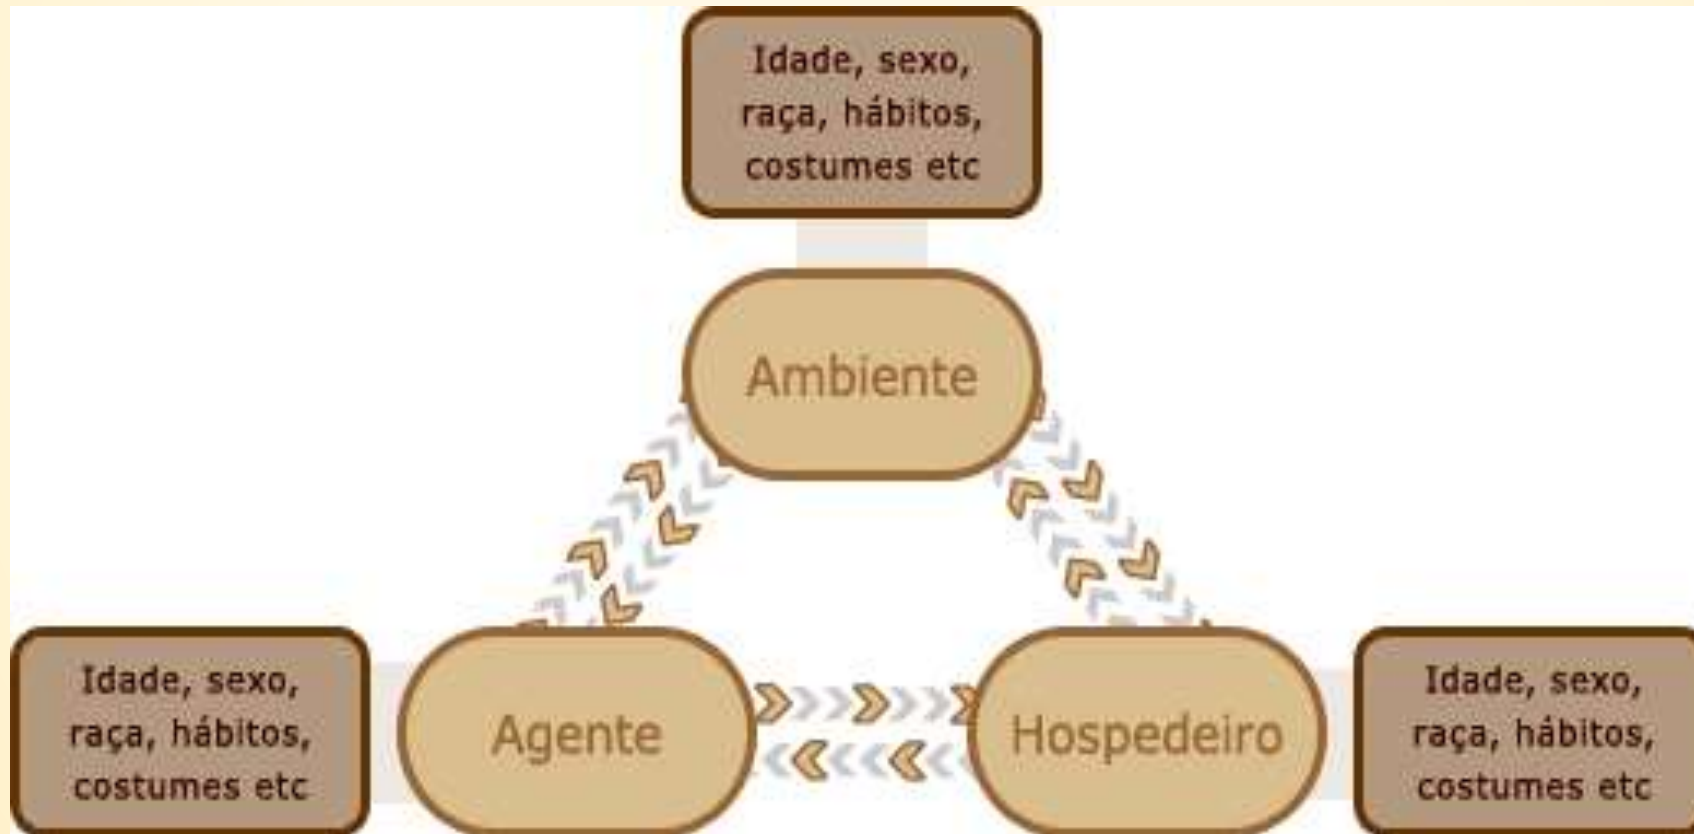 Idade, sexo,
raça, hábitos,
costumes etc
Ambiente
Idade, sexo,
raça, hábitos,
costumes etc
Agente
Hospedeiro
Idade, sexo,
raça, hábitos,
costumes etc